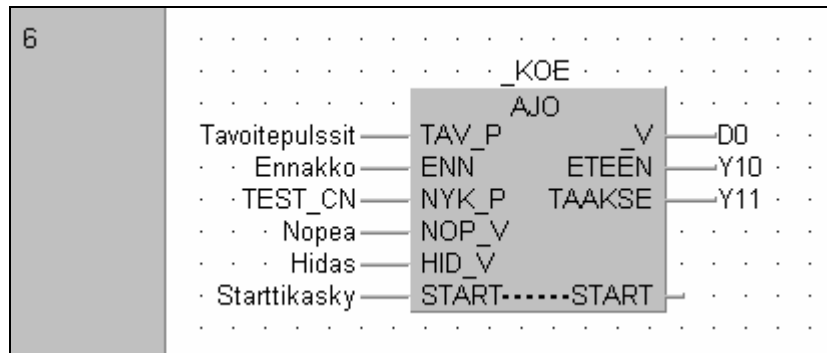 6
_KOE
AJO
Tavoitepulssit TAV_P _V D0
Ennakko ENN ETEEN Y10
TEST_CN NYK_P TAAKSE Y11
Nopea NOP_V
Hidas HID_V
Starttikasky START START